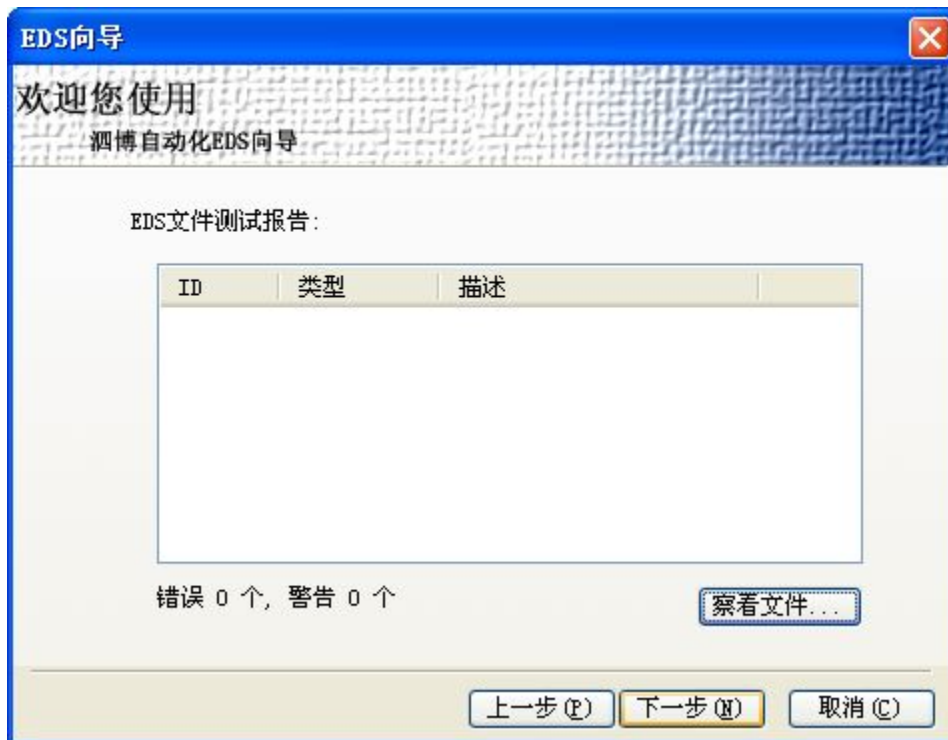 EDS向导
欢迎您使用
泗博自动化EDS向导
EDS文件测试报告:
ID 类型 描述
错误 0 个, 警告 0 个
察看文件...
上一步(P) 下一步(N) 取消(C)